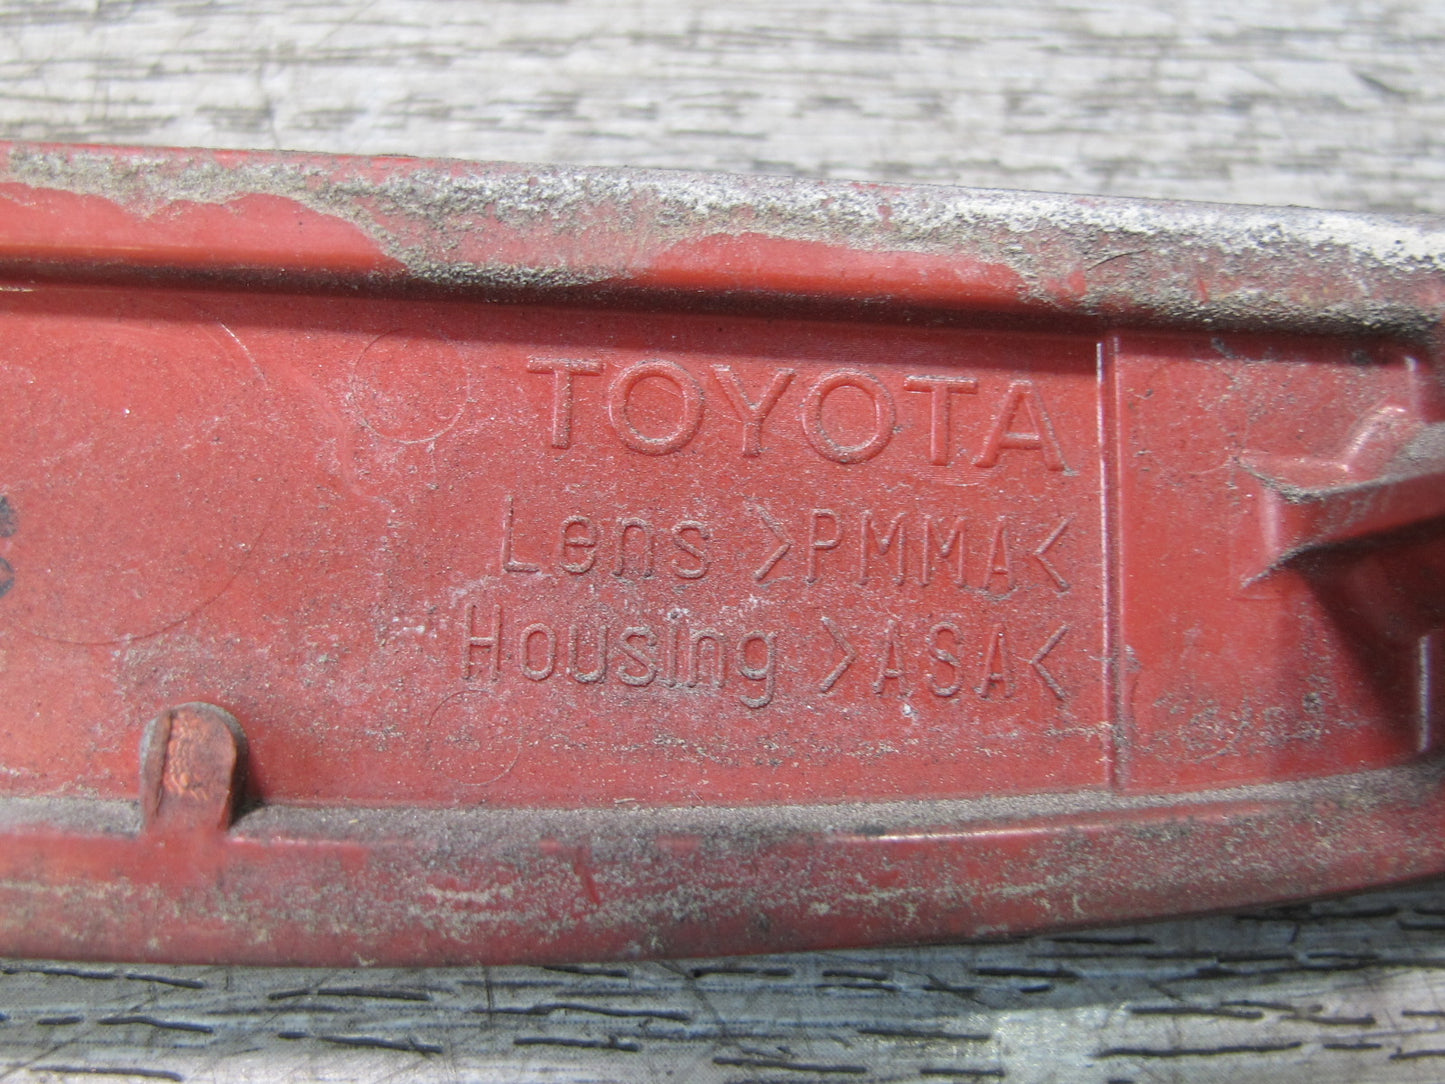 TOYOTA
Lens >PMMA<
Housing >ASA<